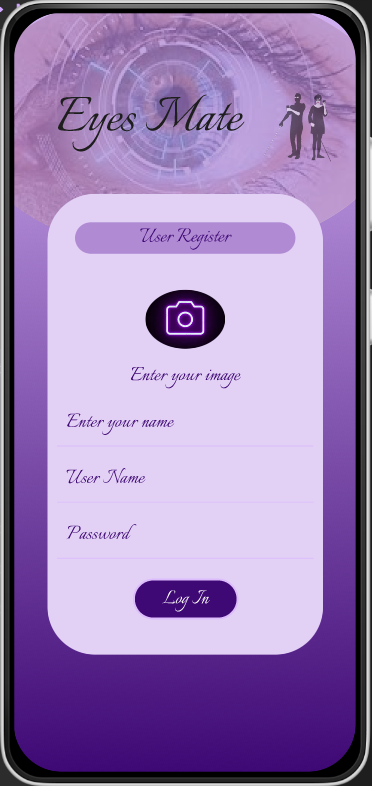 Eyes Mate
User Register
Enter your image
Enter your name
User Name
Password
Log In